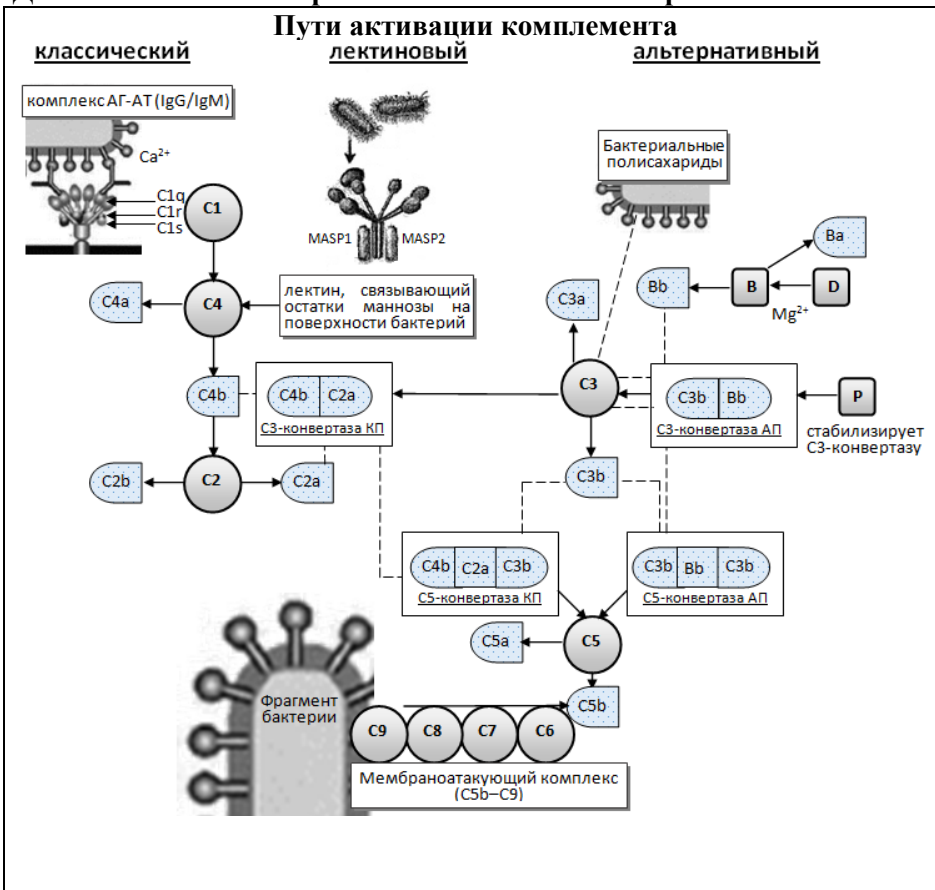 Пути активации комплемента
классический
лектиновый
альтернативный
комплекс АГ-АТ (IgG/IgM)
Ca²⁺
C1q
C1r
C1s
C1
MASP1
MASP2
Бактериальные
полисахариды
Ba
Bb
B
D
Mg²⁺
C4a
C4
лектин, связывающий
остатки маннозы на
поверхности бактерий
C3a
C4b
C4b C2a
С3-конвертаза КП
C3
C3b Bb
С3-конвертаза АП
P
стабилизирует
С3-конвертазу
C2b
C2
C2a
C3b
C4b C2a C3b
С5-конвертаза КП
C3b Bb C3b
С5-конвертаза АП
C5a
C5
C5b
Фрагмент
бактерии
C9
C8
C7
C6
Мембраноатакующий комплекс
(C5b–C9)